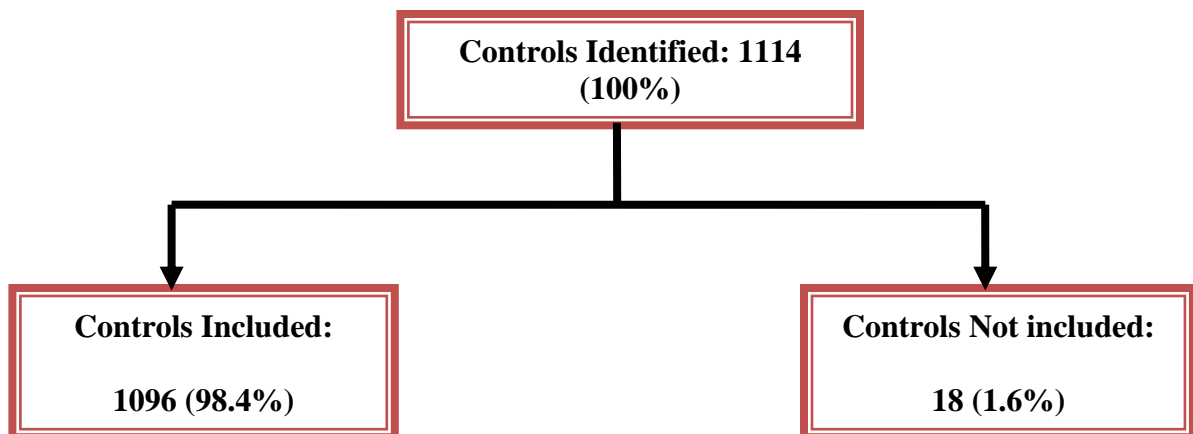 Controls Identified: 1114
(100%)
Controls Included:
1096 (98.4%)
Controls Not included:
18 (1.6%)